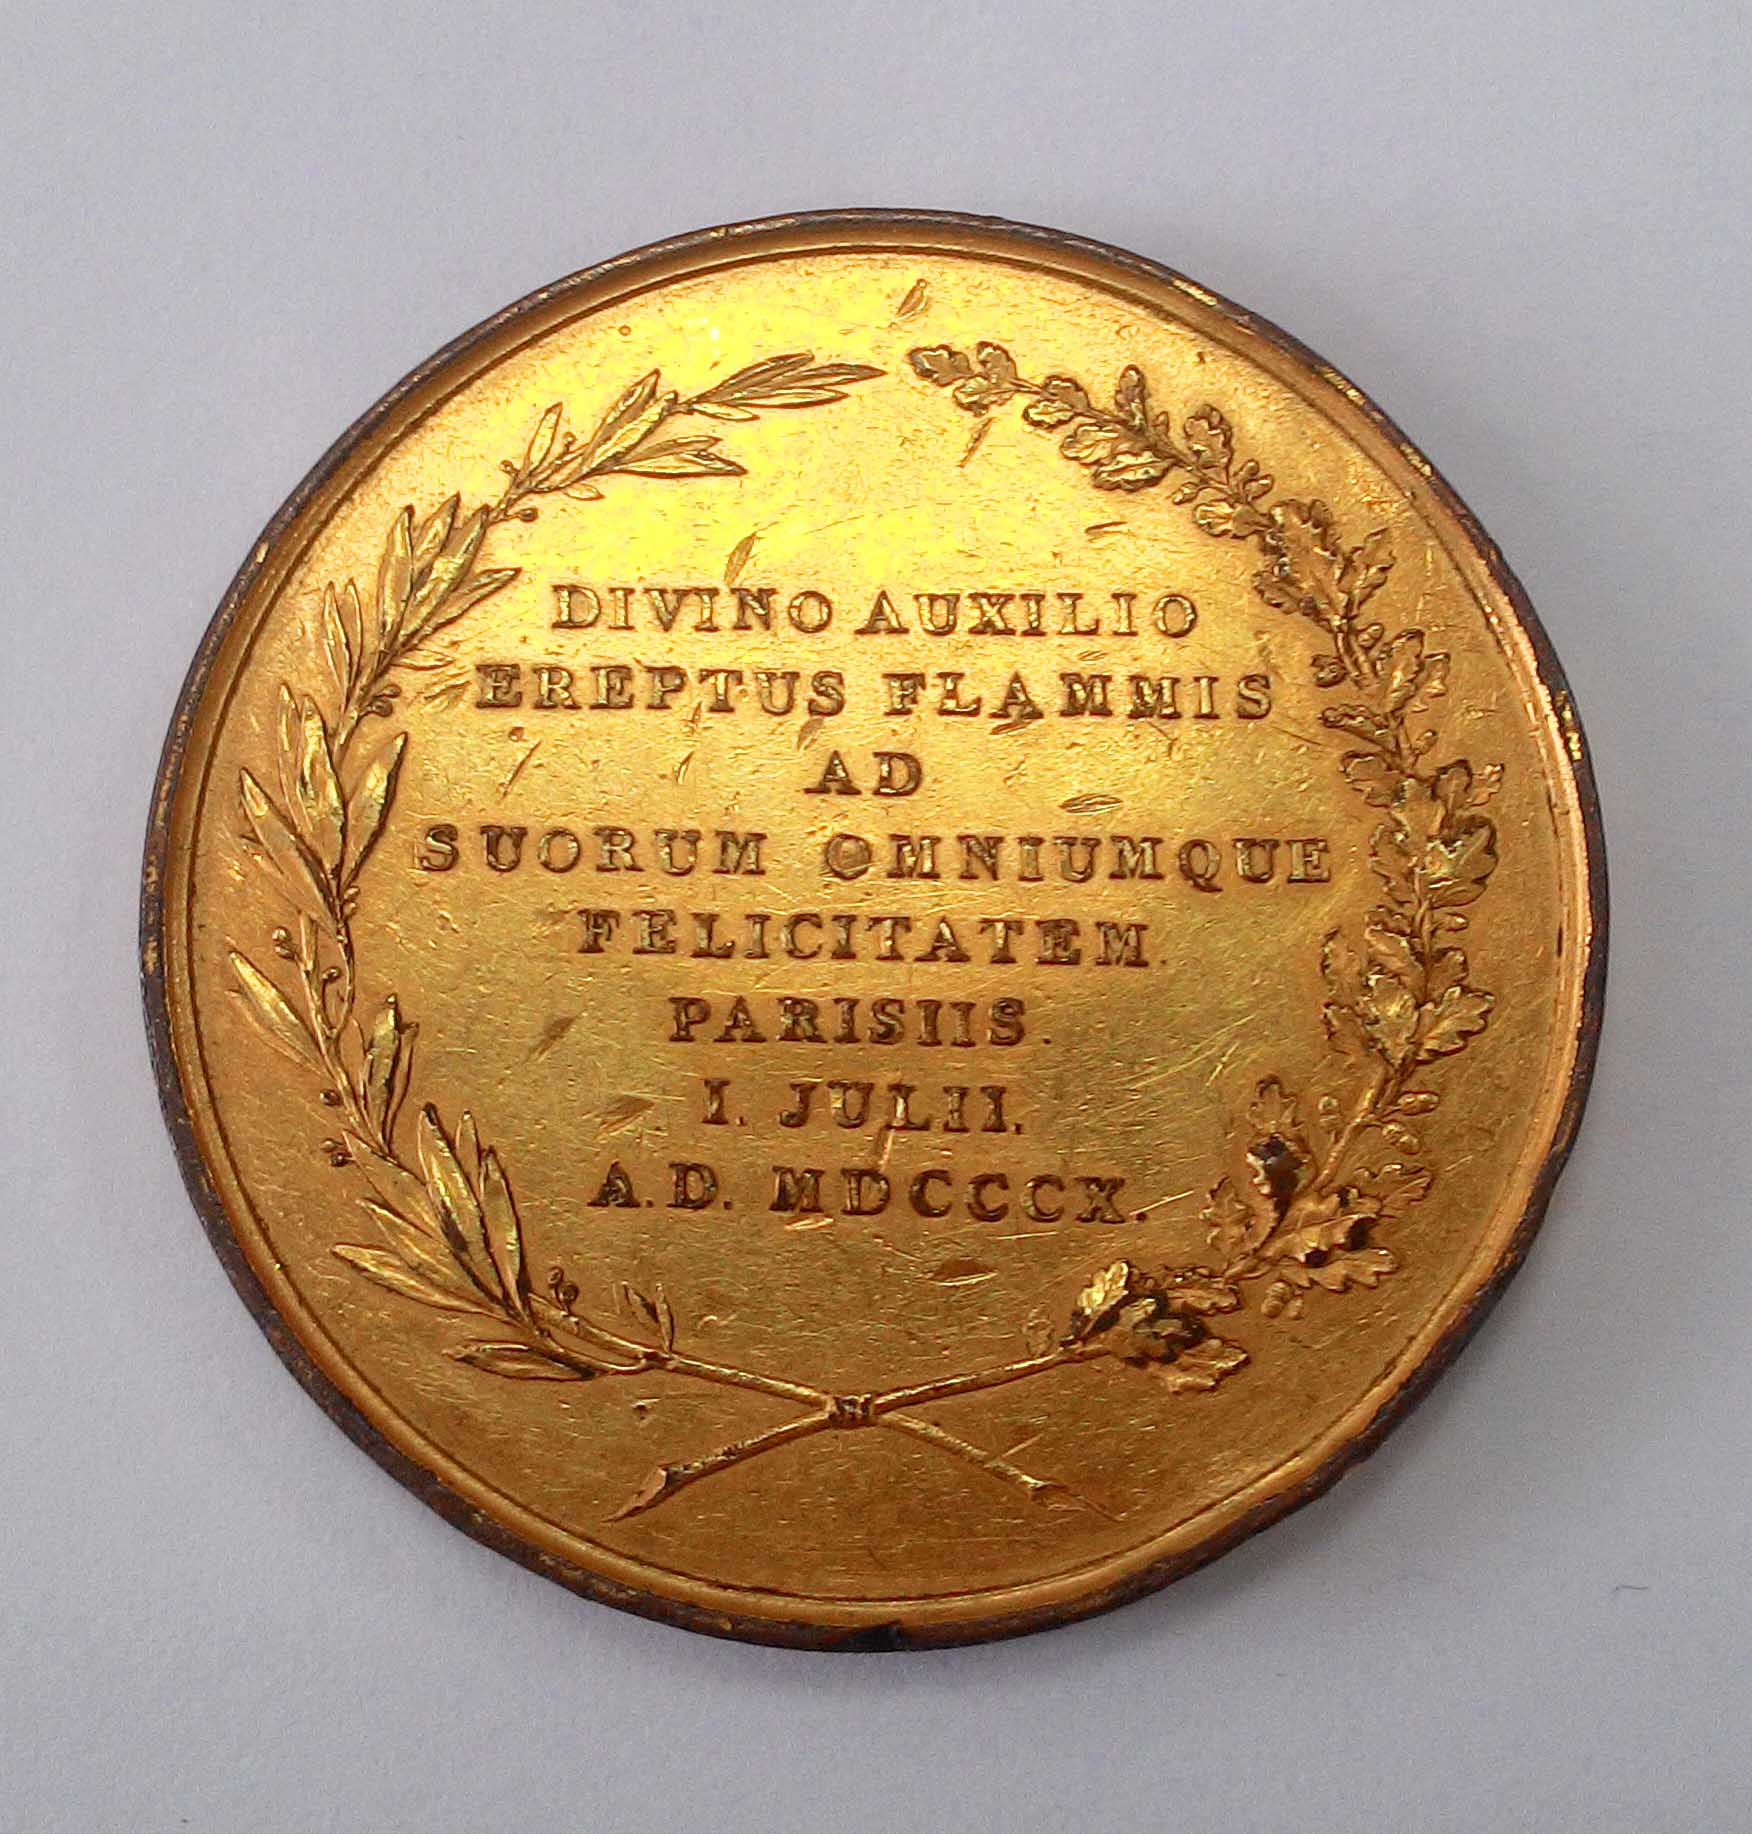 DIVINO AUXILIO
EREPTUS FLAMMIS
AD
SUORUM OMNIUMQUE
FELICITATEM.
PARISIIS.
I. JULII.
A.D. MDCCCX.